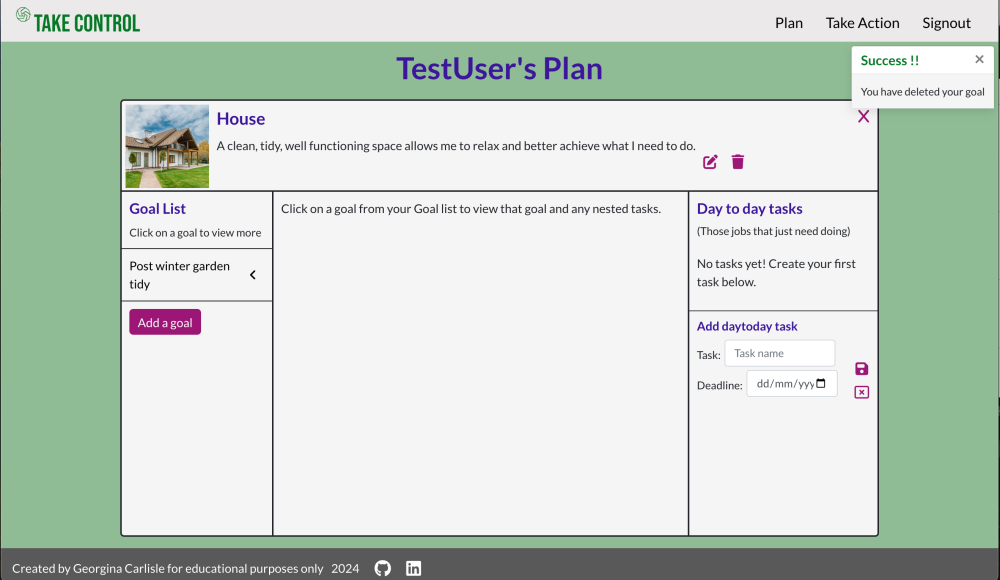 TAKE CONTROL
Plan
Take Action
Signout
Success !!
You have deleted your goal
TestUser's Plan
House
A clean, tidy, well functioning space allows me to relax and better achieve what I need to do.
Goal List
Click on a goal to view more
Post winter garden
tidy
Add a goal
Click on a goal from your Goal list to view that goal and any nested tasks.
Day to day tasks
(Those jobs that just need doing)
No tasks yet! Create your first
task below.
Add daytoday task
Task: Task name
Deadline: dd/mm/yyy
Created by Georgina Carlisle for educational purposes only 2024